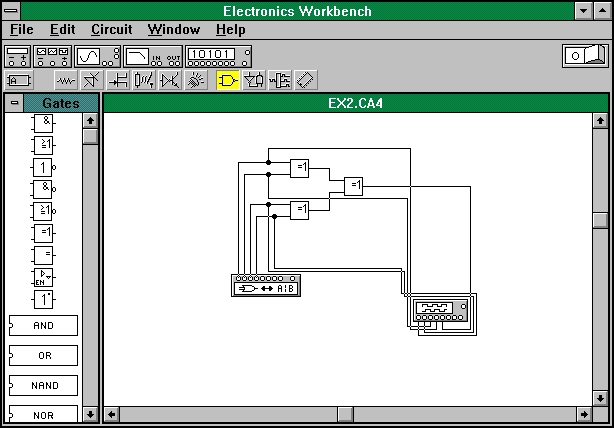 Electronics Workbench
File Edit Circuit Window Help
IN OUT 10101
A
Gates
EX2.CA4
&
≥1
1
&
≥1
=1
=
EN
1
AND
OR
NAND
NOR
=1
=1
=1
A|B